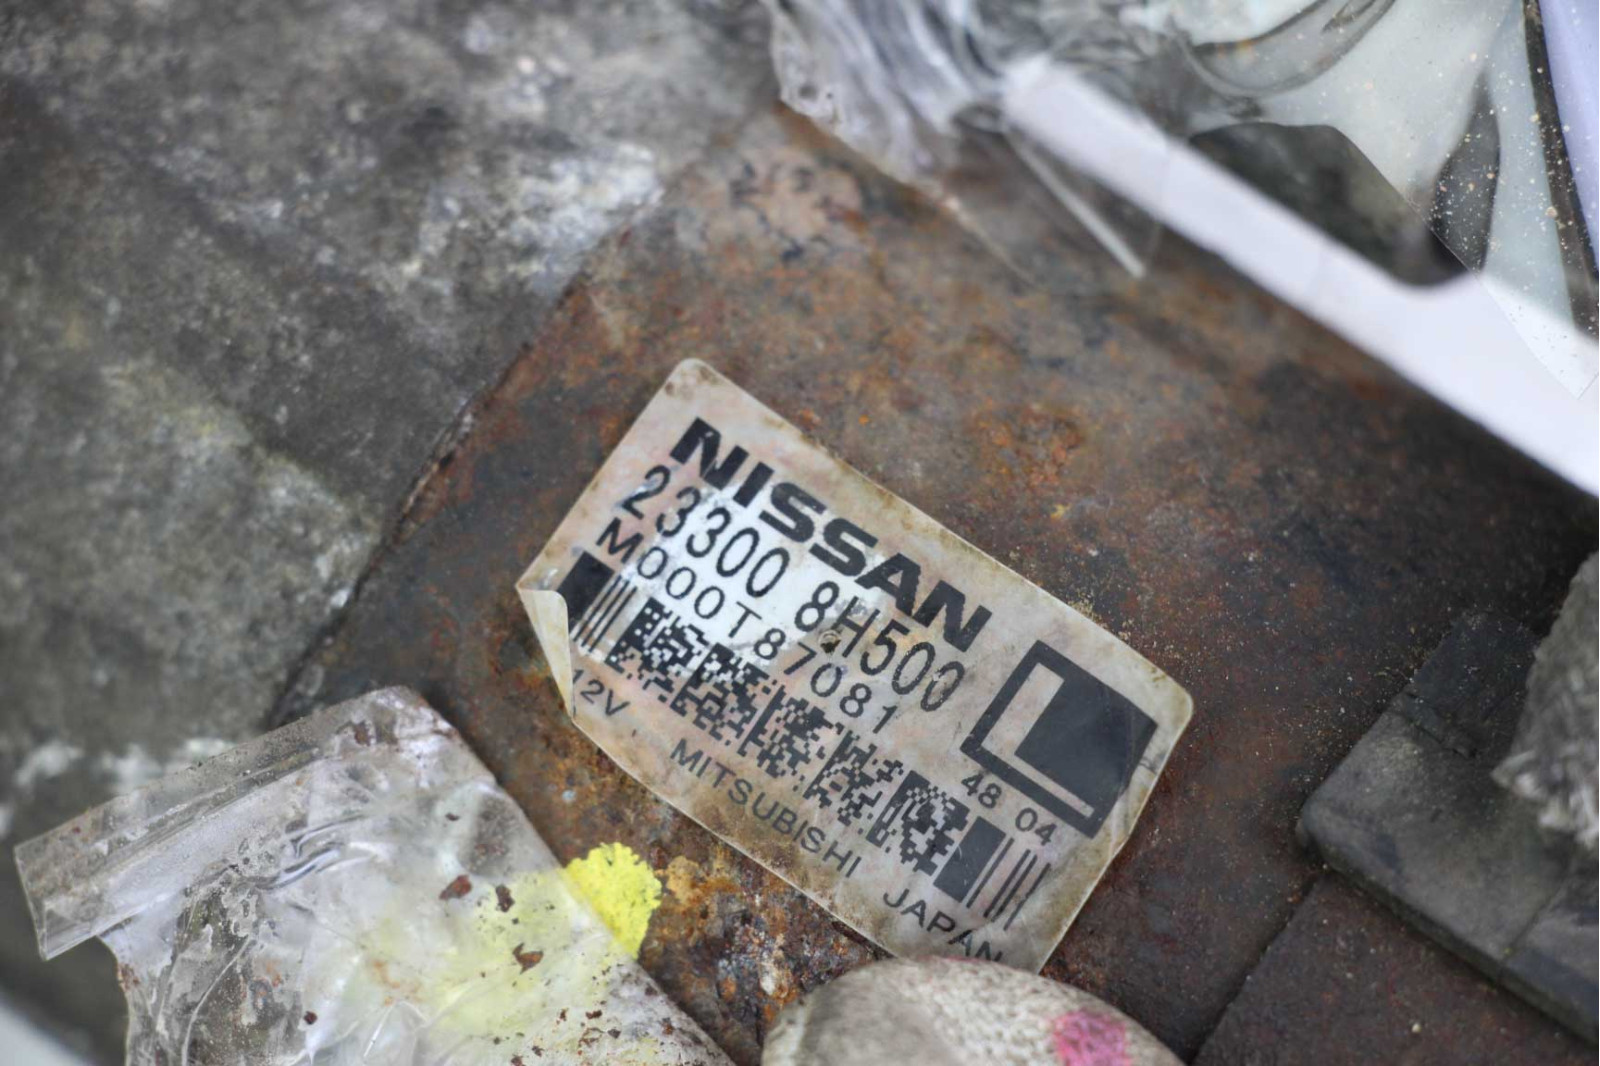 NISSAN
23300 8H500
M000T87081
L
48 04
12V
MITSUBISHI JAPAN